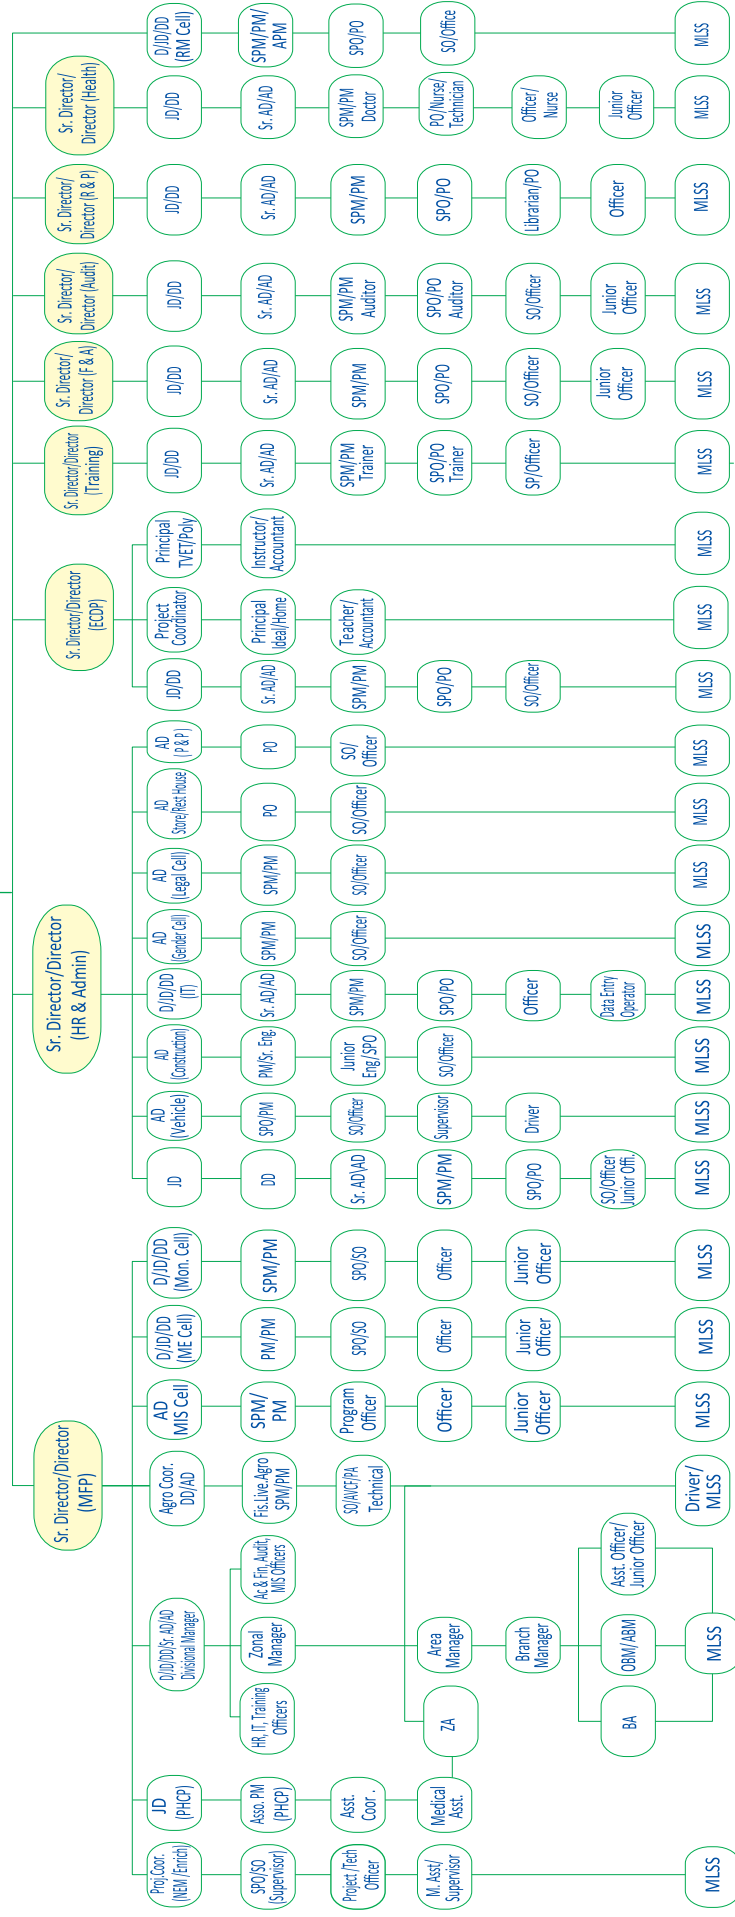 D/JD/DD
(RM Cell)
SPM/PM/
APM
SPO/PO
SO/Office
MLSS
Sr. Director/
Director (Health)
JD/DD
Sr. AD/AD
SPM/PM
Doctor
PO/Nurse/
Technician
Officer/
Nurse
Junior
Officer
MLSS
Sr. Director/
Director (R & P)
JD/DD
Sr. AD/AD
SPM/PM
SPO/PO
Librarian/PO
Officer
MLSS
Sr. Director/
Director (Audit)
JD/DD
Sr. AD/AD
SPM/PM
Auditor
SPO/PO
Auditor
SO/Officer
Junior
Officer
MLSS
Sr. Director/
Director (F & A)
JD/DD
Sr. AD/AD
SPM/PM
SPO/PO
SO/Officer
Junior
Officer
MLSS
Sr. Director/Director
(Training)
JD/DD
Sr. AD/AD
SPM/PM
Trainer
SPO/PO
Trainer
SP/Officer
MLSS
Sr. Director/Director
(ECDP)
Principal
TVET/Poly
Instructor/
Accountant
MLSS
Project
Coordinator
Principal
Ideal/Home
Teacher/
Accountant
MLSS
JD/DD
Sr. AD/AD
SPM/PM
SPO/PO
SO/Officer
MLSS
Sr. Director/Director
(HR & Admin)
AD
( P & P)
PO
SO/
Officer
MLSS
AD
Store/Rest House
PO
SO/Officer
MLSS
AD
(Legal Cell)
SPM/PM
SO/Officer
MLSS
AD
(Gender Cell)
SPM/PM
SO/Officer
MLSS
D/JD/DD
(IT)
Sr. AD/AD
SPM/PM
SPO/PO
Officer
Data Entry
Operator
MLSS
AD
(Construction)
PM/Sr. Eng.
Junior
Eng/SPO
SO/Officer
MLSS
AD
(Vehicle)
SPO/PM
SO/Officer
Supervisor
Driver
MLSS
JD
DD
Sr. AD\AD
SPM/PM
SPO/PO
SO/Officer
Junior Offi.
MLSS
Sr. Director/Director
(MFP)
D/JD/DD
(Mon. Cell)
SPM/PM
SPO/SO
Officer
Junior
Officer
MLSS
D/JD/DD
(ME Cell)
PM/PM
SPO/SO
Officer
Junior
Officer
MLSS
AD
MIS Cell
SPM/
PM
Program
Officer
Officer
Junior
Officer
MLSS
Agro Coor.
DD/AD
Fis.Live.Agro
SPM/PM
SO/AVCF/PA
Technical
Driver/
MLSS
D/JD/DD/Sr. AD/AD
Divisional Manager
Ac & Fin, Audit,
MIS Officers
Zonal
Manager
HR, IT, Training
Officers
Area
Manager
Branch
Manager
Asst. Officer/
Junior Officer
OBM/ABM
BA
MLSS
ZA
JD
(PHCP)
Asso. PM
(PHCP)
Asst.
Coor .
Medical
Asst.
Proj.Coor.
(NEM /Enrich)
SPO/SO
(Supervisor)
Project /Tech
Officer
M. Asst/
Supervisor
MLSS